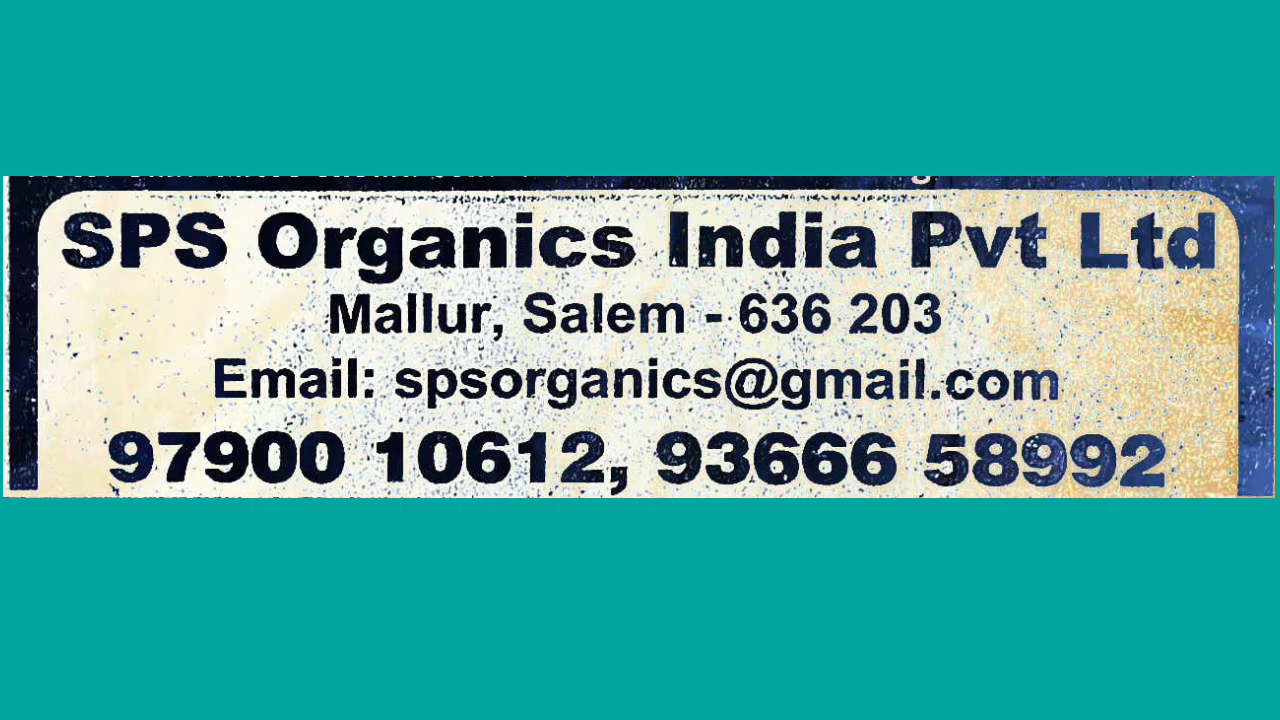 SPS Organics India Pvt Ltd
Mallur, Salem - 636 203
Email: spsorganics@gmail.com
97900 10612, 93666 58992